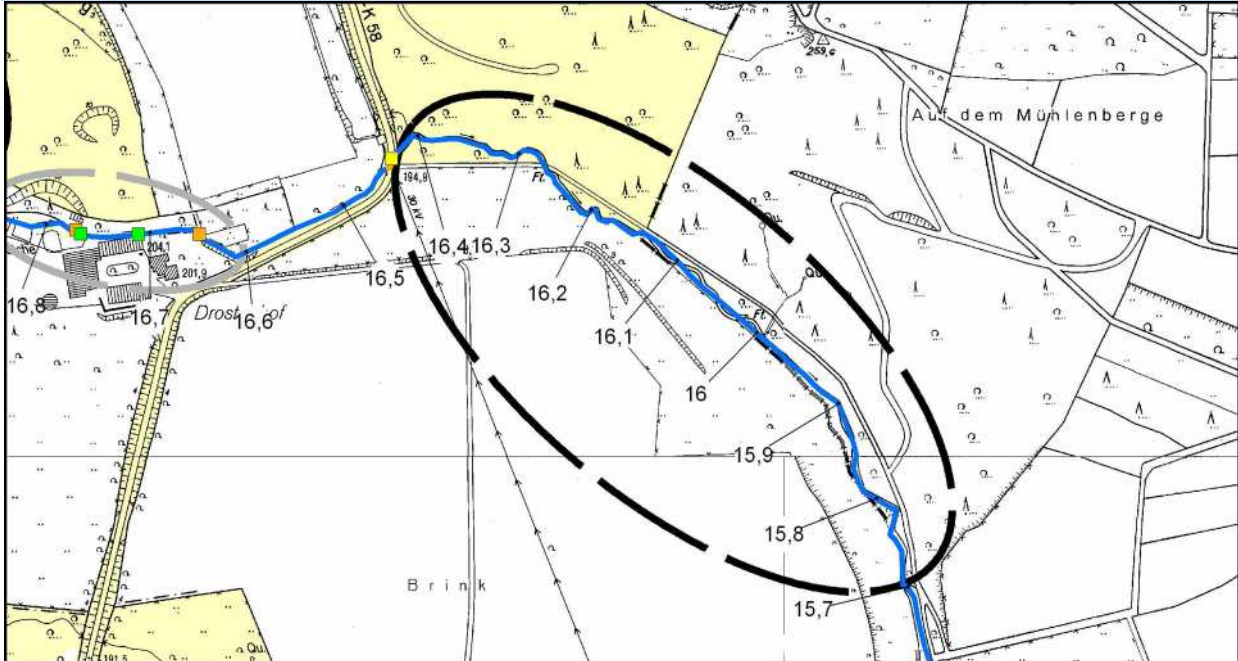 K 58
259,6
Auf dem Mühlenberge
194,9
30 kV
Ft.
Qu.
Qu.
16,4
16,3
16,5
16,2
204,1
201,9
16,8
16,7
16,6
16,1
Ft.
16
15,9
15,8
Brink
15,7
Qu.
191,5